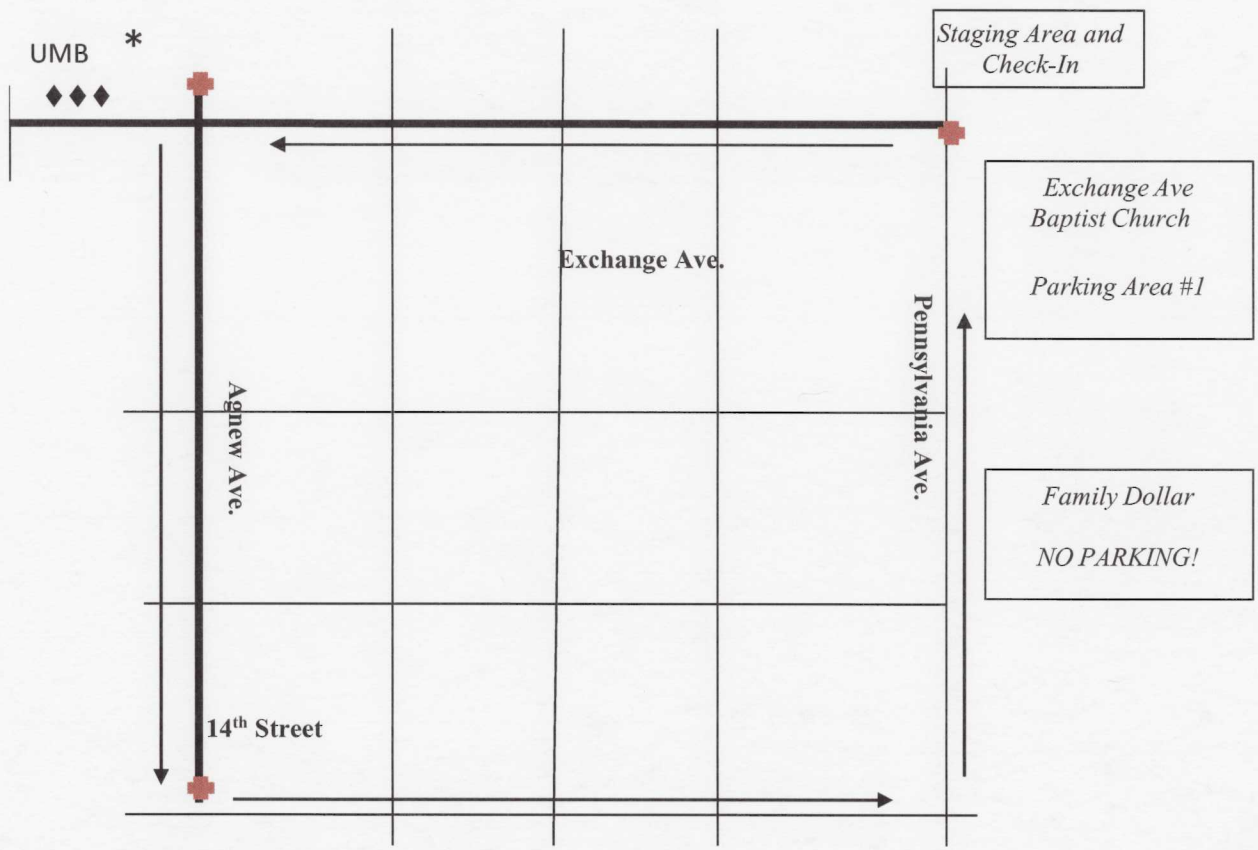 Staging Area and
Check-In
UMB *
Exchange Ave
Baptist Church
Parking Area #1
Exchange Ave.
Pennsylvania Ave.
Agnew Ave.
Family Dollar
NO PARKING!
14th Street